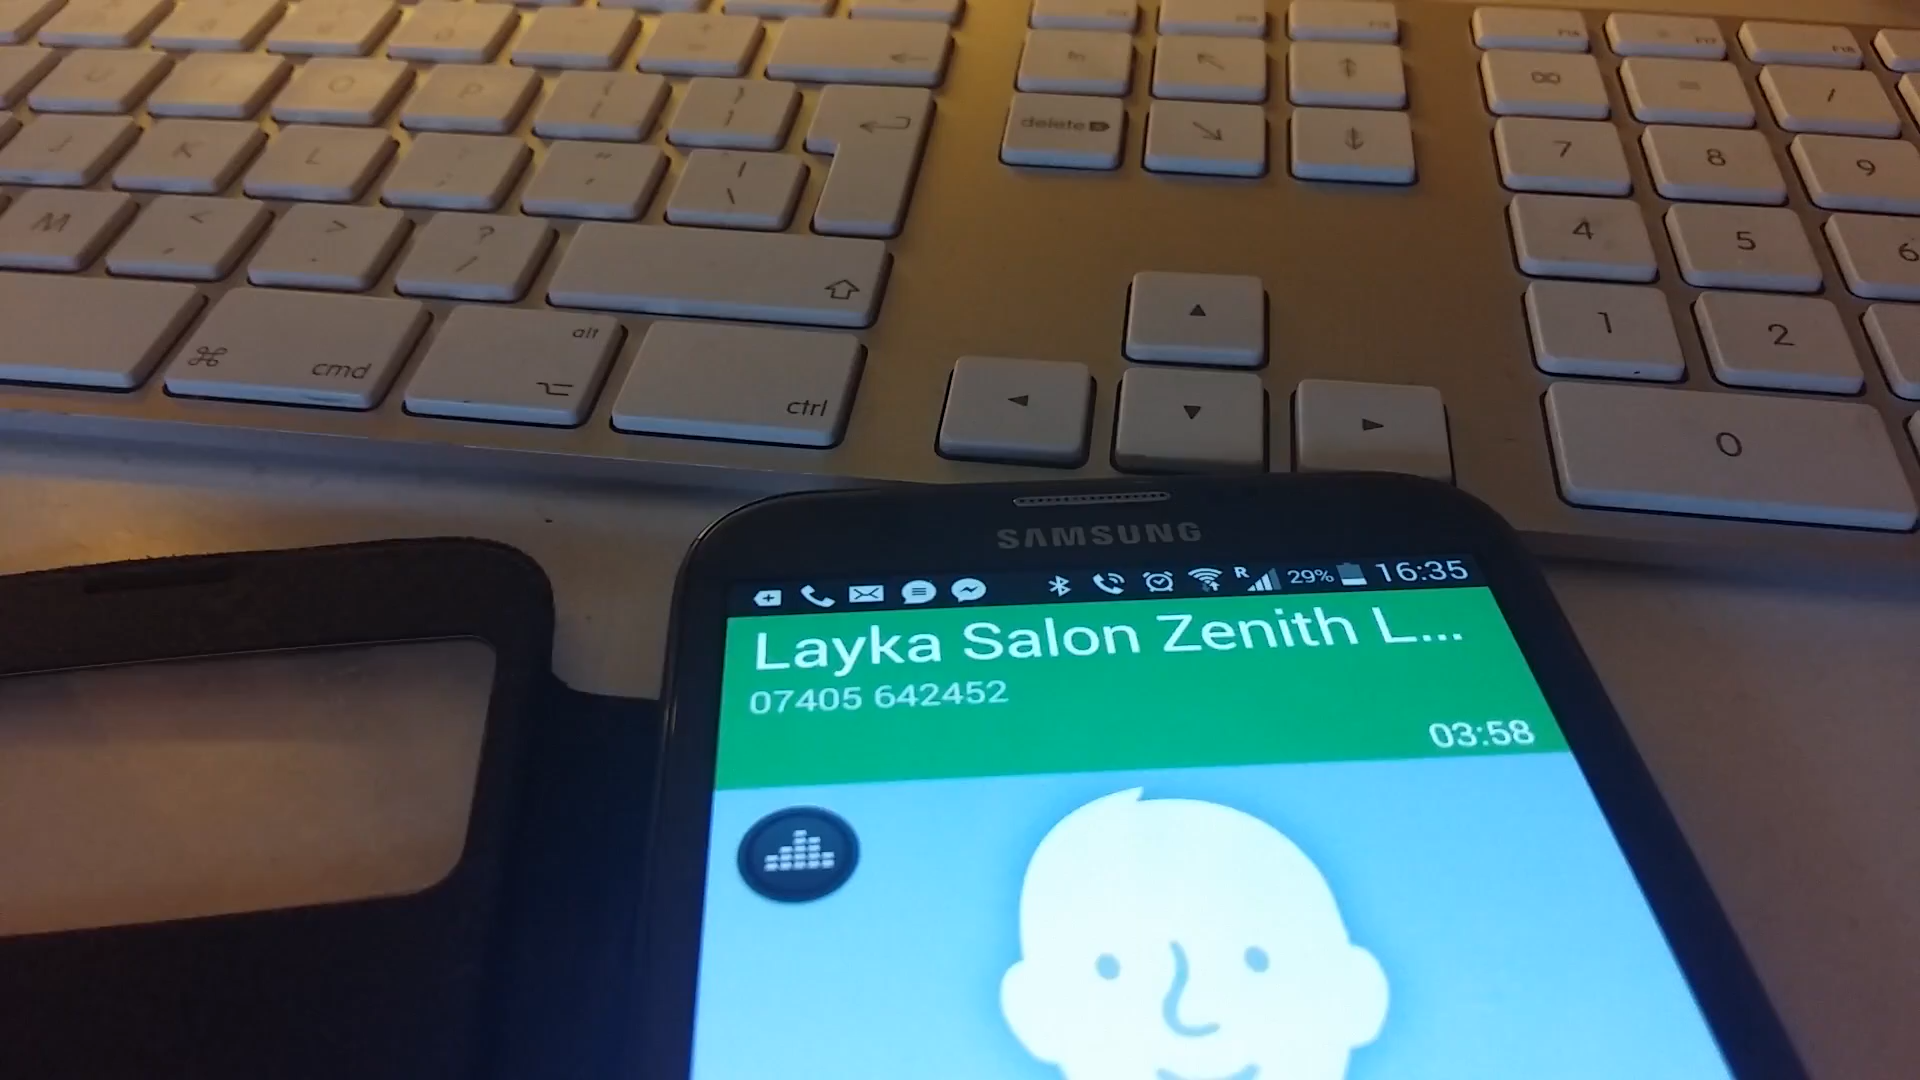 U
O
P
{
[
}
]
fn
delete
=
/
7
8
9
J
K
L
:
;
"
'
|
\
4
5
6
M
<
,
>
.
?
/
1
2
alt
cmd
ctrl
0
SAMSUNG
R
29%
16:35
Layka Salon Zenith L...
07405 642452
03:58